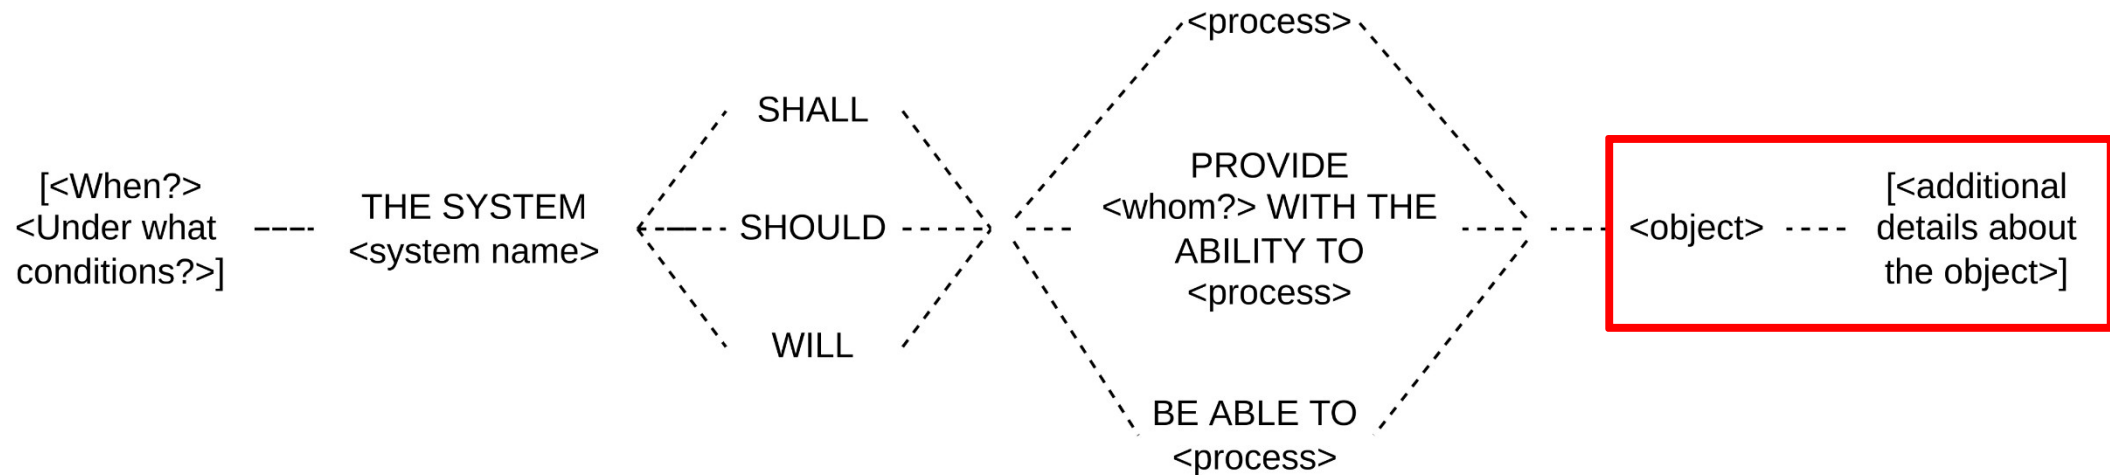 [<When?>
<Under what
conditions?>]
THE SYSTEM
<system name>
SHALL
SHOULD
WILL
<process>
PROVIDE
<whom?> WITH THE
ABILITY TO
<process>
BE ABLE TO
<process>
<object>
[<additional
details about
the object>]